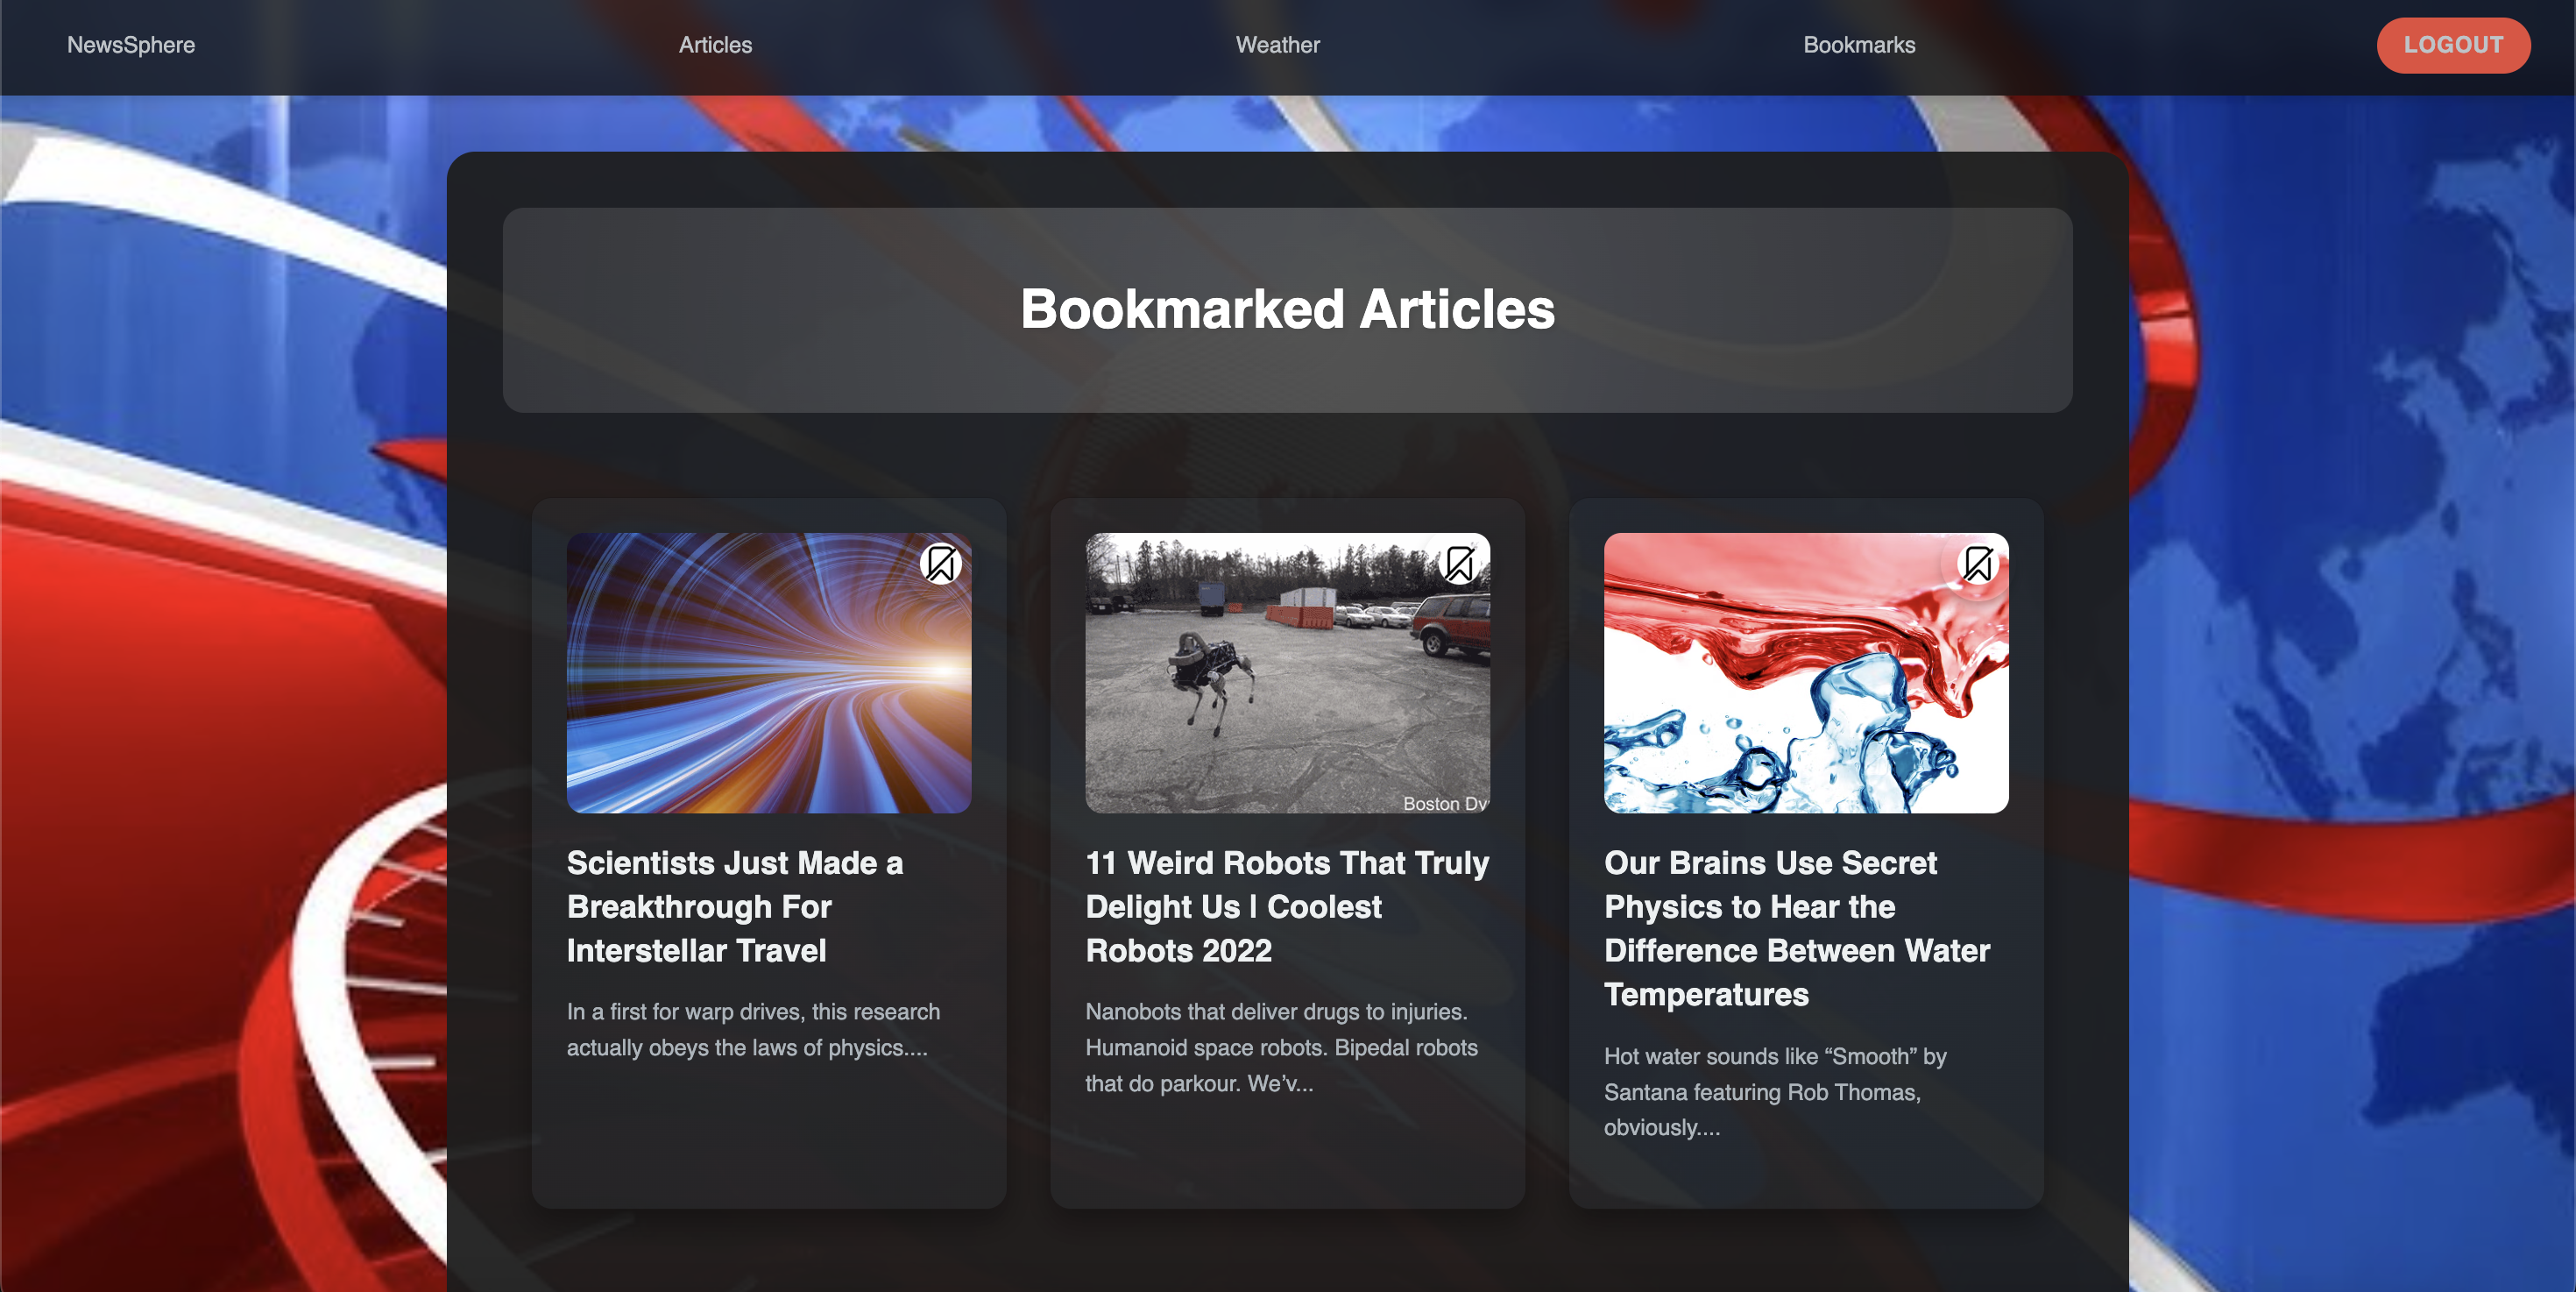 NewsSphere
Articles
Weather
Bookmarks
LOGOUT
Bookmarked Articles
Boston Dy
Scientists Just Made a
Breakthrough For
Interstellar Travel
In a first for warp drives, this research
actually obeys the laws of physics....
11 Weird Robots That Truly
Delight Us | Coolest
Robots 2022
Nanobots that deliver drugs to injuries.
Humanoid space robots. Bipedal robots
that do parkour. We’v...
Our Brains Use Secret
Physics to Hear the
Difference Between Water
Temperatures
Hot water sounds like “Smooth” by
Santana featuring Rob Thomas,
obviously....